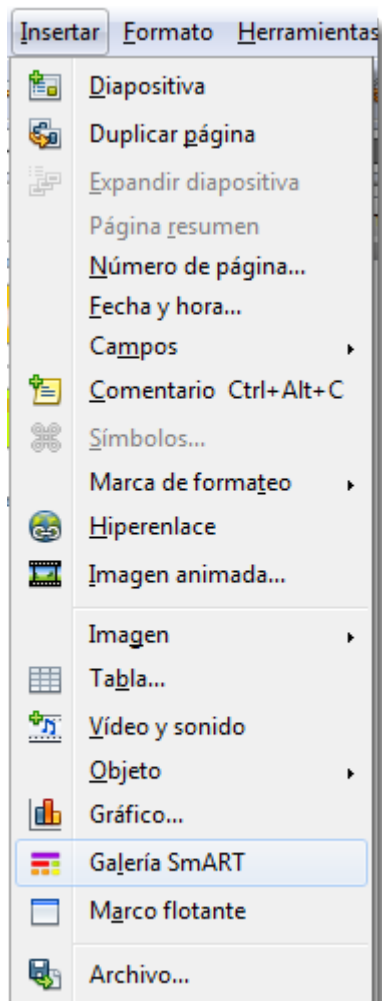 Insertar Formato Herramientas
Diapositiva
Duplicar página
Expandir diapositiva
Página resumen
Número de página...
Fecha y hora...
Campos
Comentario Ctrl+Alt+C
Símbolos...
Marca de formateo
Hiperenlace
Imagen animada...
Imagen
Tabla...
Vídeo y sonido
Objeto
Gráfico...
Galería SmART
Marco flotante
Archivo...